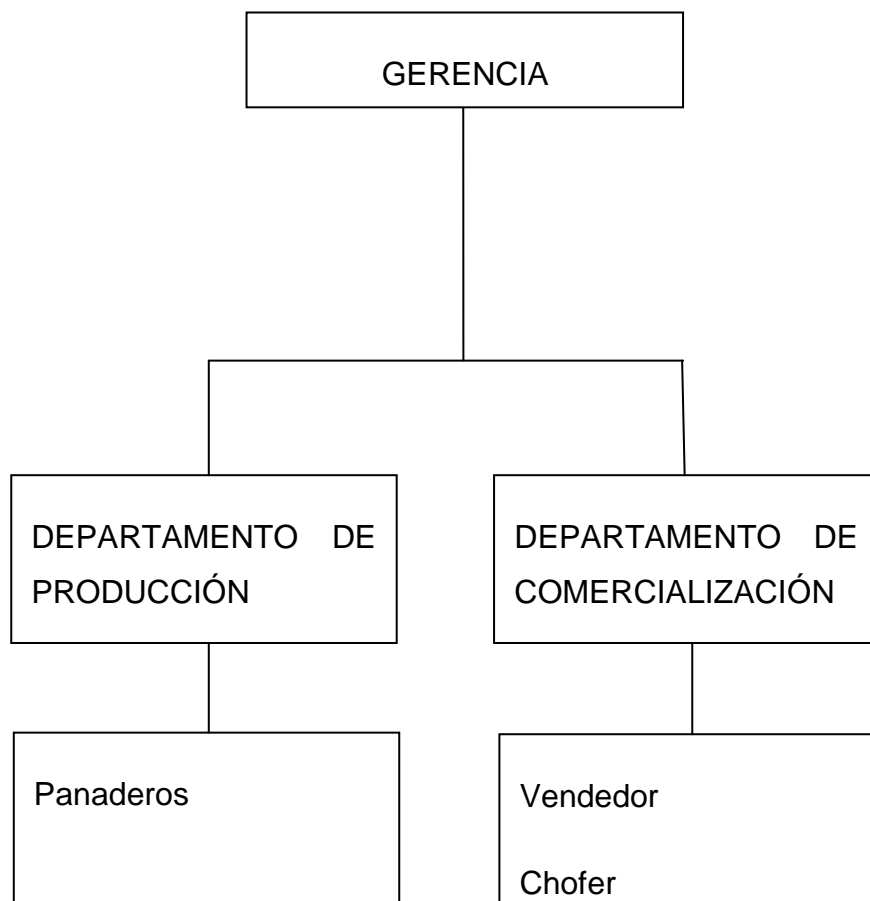 GERENCIA
DEPARTAMENTO DE
PRODUCCIÓN
DEPARTAMENTO DE
COMERCIALIZACIÓN
Panaderos
Vendedor
Chofer